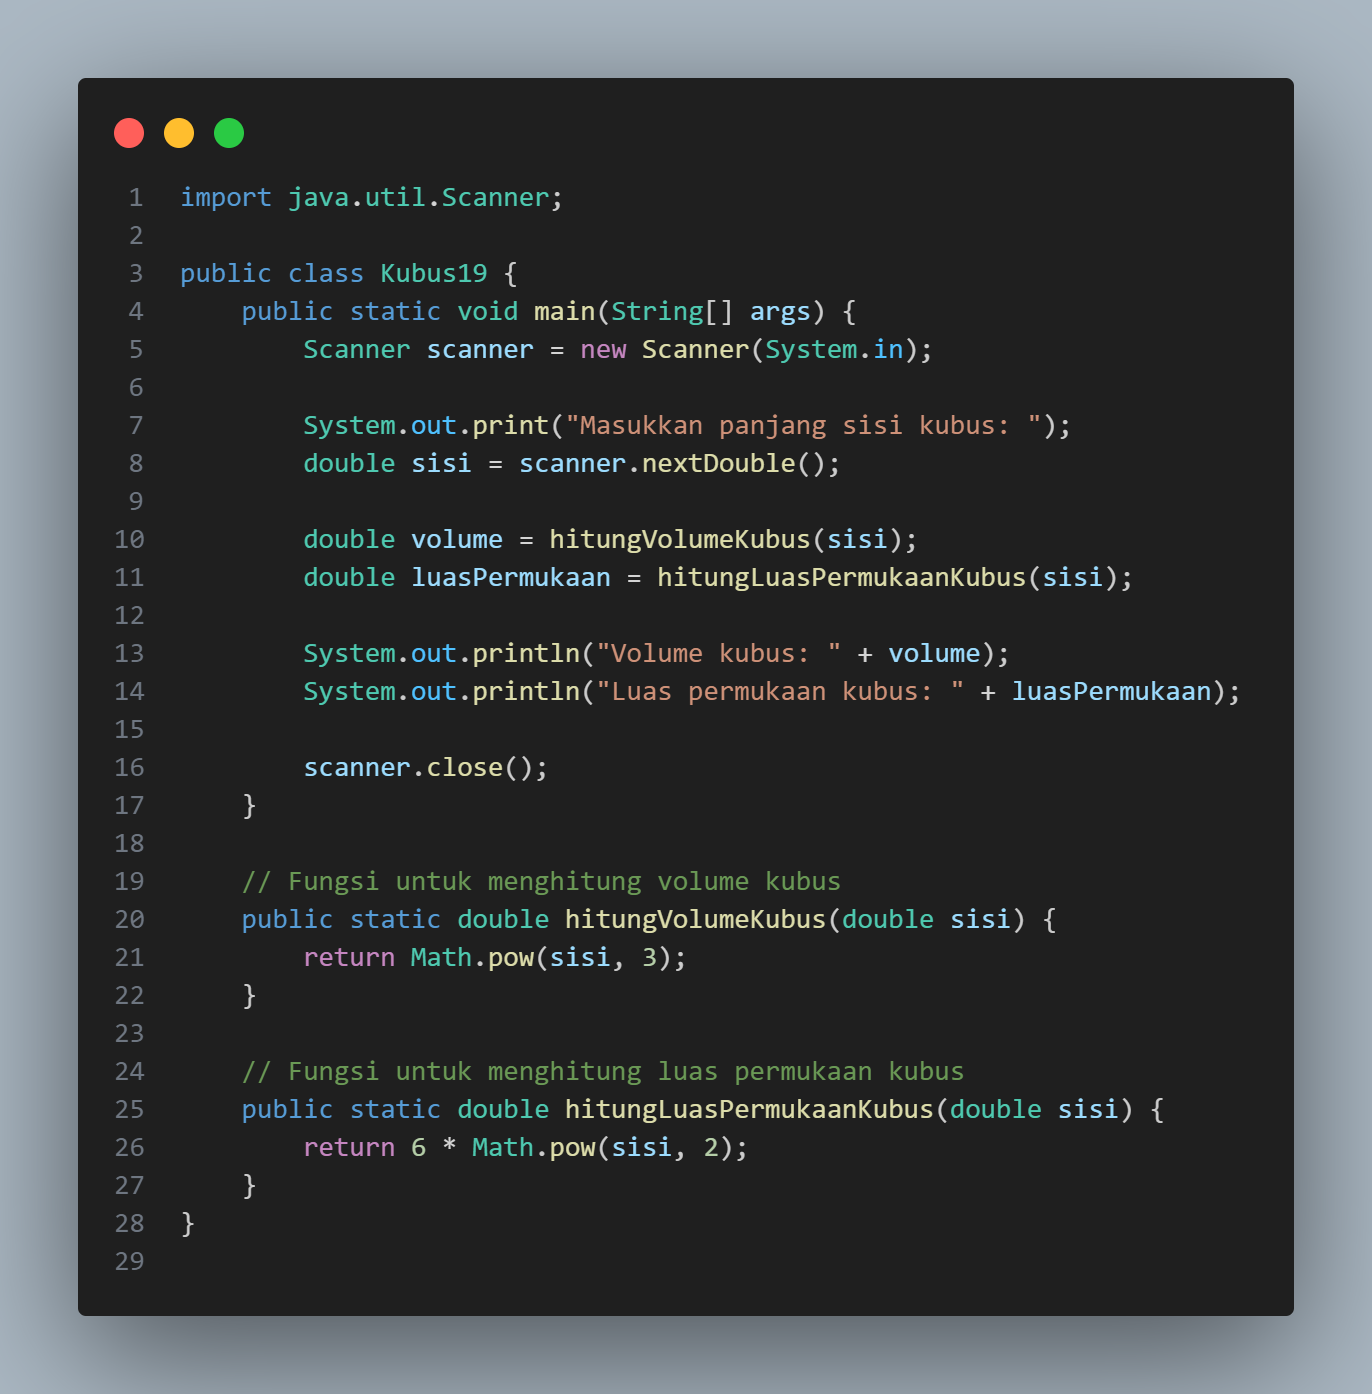 1 import java.util.Scanner;
2
3 public class Kubus19 {
4     public static void main(String[] args) {
5         Scanner scanner = new Scanner(System.in);
6
7         System.out.print("Masukkan panjang sisi kubus: ");
8         double sisi = scanner.nextDouble();
9
10         double volume = hitungVolumeKubus(sisi);
11         double luasPermukaan = hitungLuasPermukaanKubus(sisi);
12
13         System.out.println("Volume kubus: " + volume);
14         System.out.println("Luas permukaan kubus: " + luasPermukaan);
15
16         scanner.close();
17     }
18
19     // Fungsi untuk menghitung volume kubus
20     public static double hitungVolumeKubus(double sisi) {
21         return Math.pow(sisi, 3);
22     }
23
24     // Fungsi untuk menghitung luas permukaan kubus
25     public static double hitungLuasPermukaanKubus(double sisi) {
26         return 6 * Math.pow(sisi, 2);
27     }
28 }
29